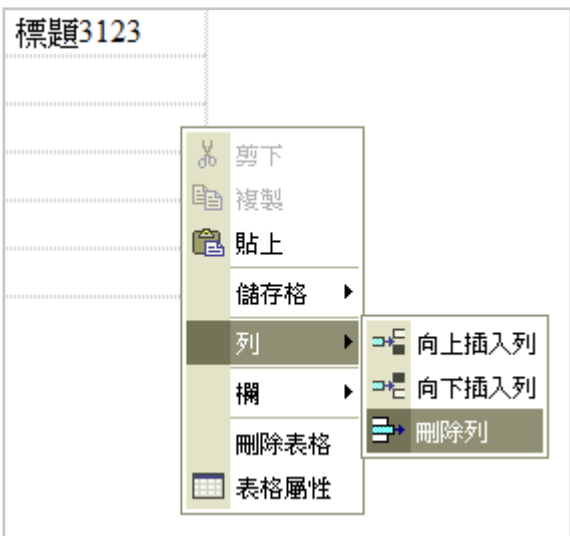 標題3123
剪下
複製
貼上
儲存格
列
欄
刪除表格
表格屬性
向上插入列
向下插入列
刪除列